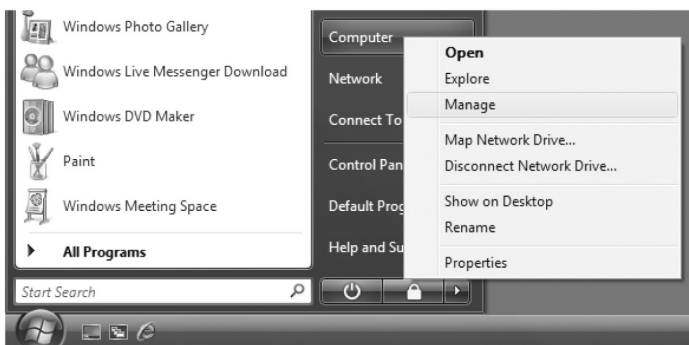 Windows Photo Gallery
Windows Live Messenger Download
Windows DVD Maker
Paint
Windows Meeting Space
All Programs
Start Search
Computer
Network
Connect To
Control Pan
Default Prog
Help and Su
Open
Explore
Manage
Map Network Drive...
Disconnect Network Drive...
Show on Desktop
Rename
Properties